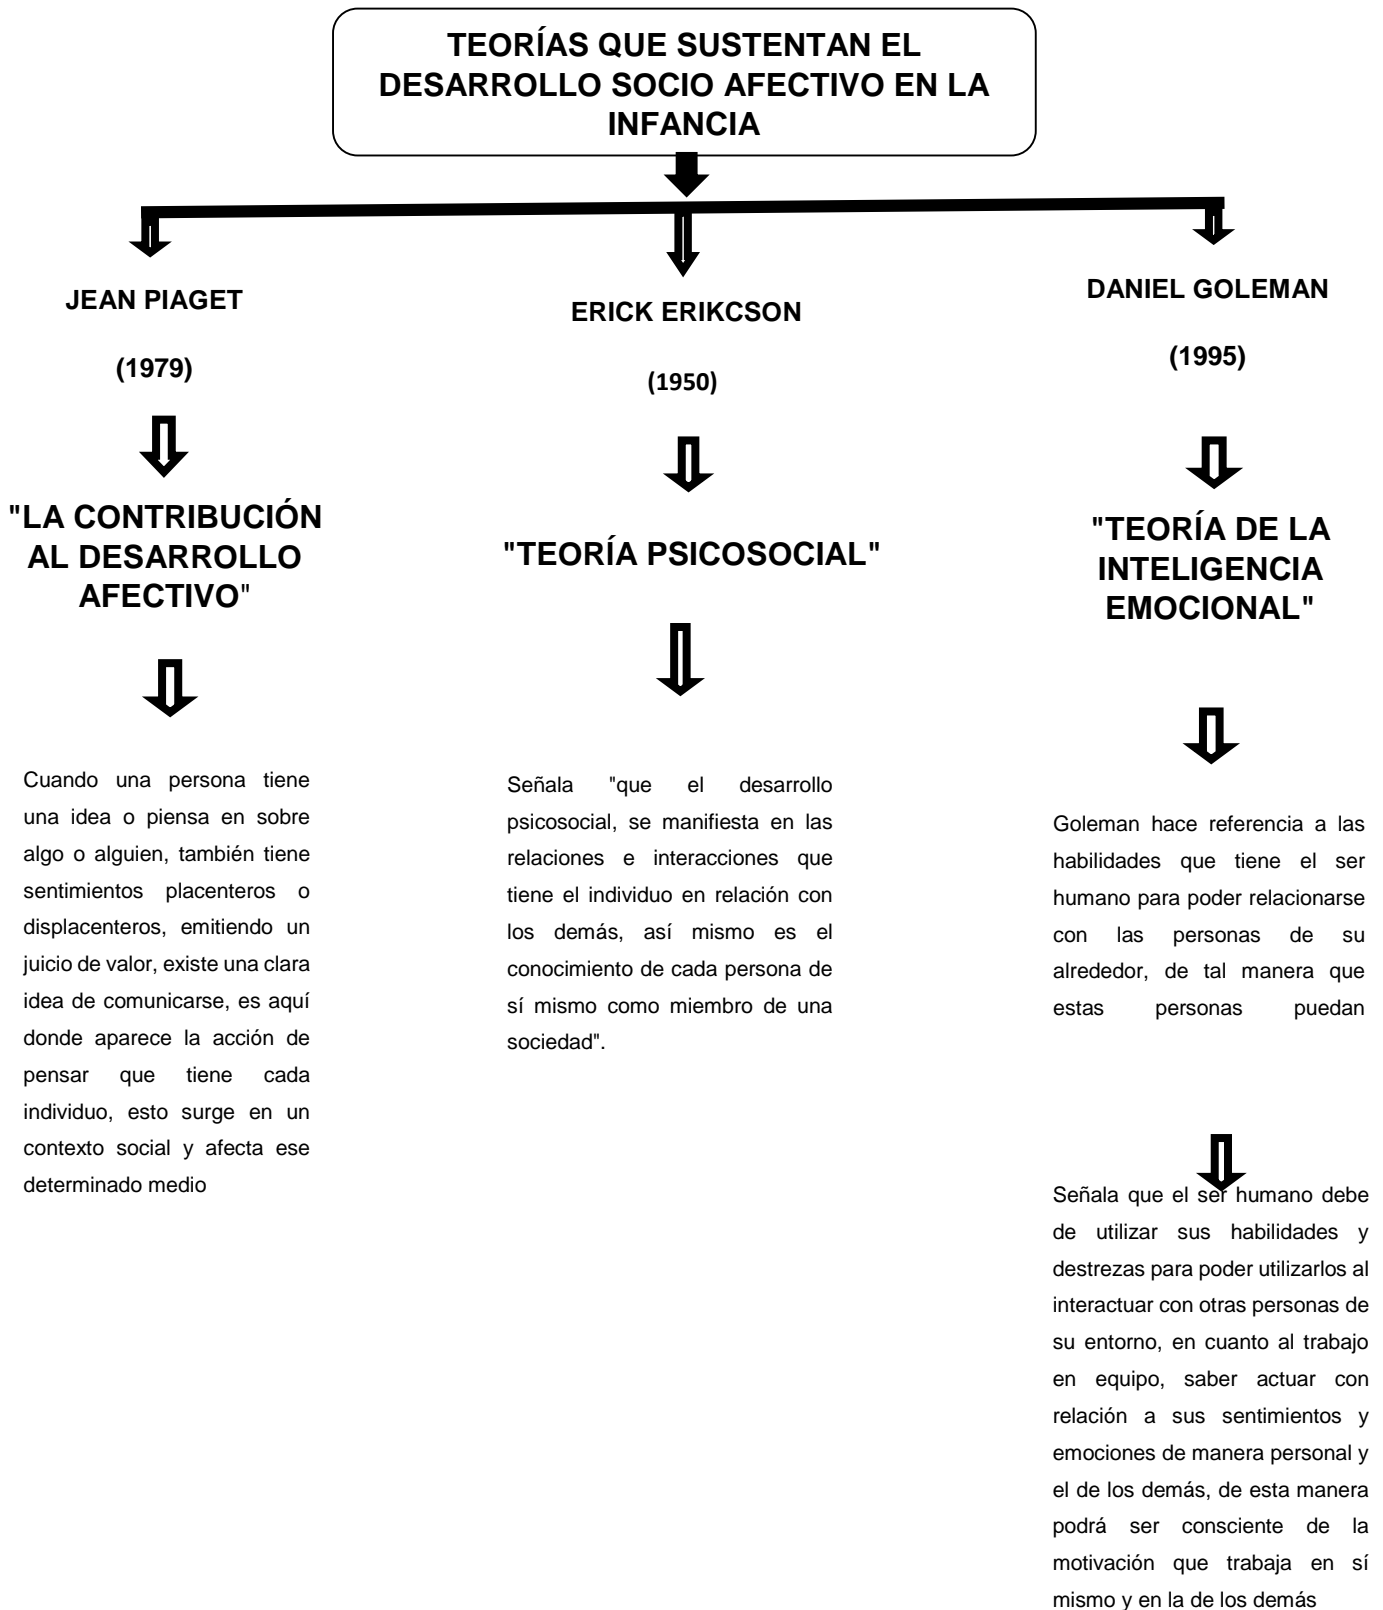 TEORÍAS QUE SUSTENTAN EL
DESARROLLO SOCIO AFECTIVO EN LA
INFANCIA
JEAN PIAGET
(1979)
"LA CONTRIBUCIÓN
AL DESARROLLO
AFECTIVO"
Cuando una persona tiene
una idea o piensa en sobre
algo o alguien, también tiene
sentimientos placenteros o
displacenteros, emitiendo un
juicio de valor, existe una clara
idea de comunicarse, es aquí
donde aparece la acción de
pensar que tiene cada
individuo, esto surge en un
contexto social y afecta ese
determinado medio
ERICK ERIKCSON
(1950)
"TEORÍA PSICOSOCIAL"
Señala "que el desarrollo
psicosocial, se manifiesta en las
relaciones e interacciones que
tiene el individuo en relación con
los demás, así mismo es el
conocimiento de cada persona de
sí mismo como miembro de una
sociedad".
DANIEL GOLEMAN
(1995)
"TEORÍA DE LA
INTELIGENCIA
EMOCIONAL"
Goleman hace referencia a las
habilidades que tiene el ser
humano para poder relacionarse
con las personas de su
alrededor, de tal manera que
estas personas puedan
Señala que el ser humano debe
de utilizar sus habilidades y
destrezas para poder utilizarlos al
interactuar con otras personas de
su entorno, en cuanto al trabajo
en equipo, saber actuar con
relación a sus sentimientos y
emociones de manera personal y
el de los demás, de esta manera
podrá ser consciente de la
motivación que trabaja en sí
mismo y en la de los demás